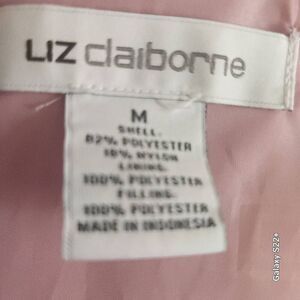 LIZ claiborne
M
SHELL:
82% POLYESTER
18% NYLON
LINING:
100% POLYESTER
FILLING:
100% POLYESTER
MADE IN INDONESIA
Galaxy S22+